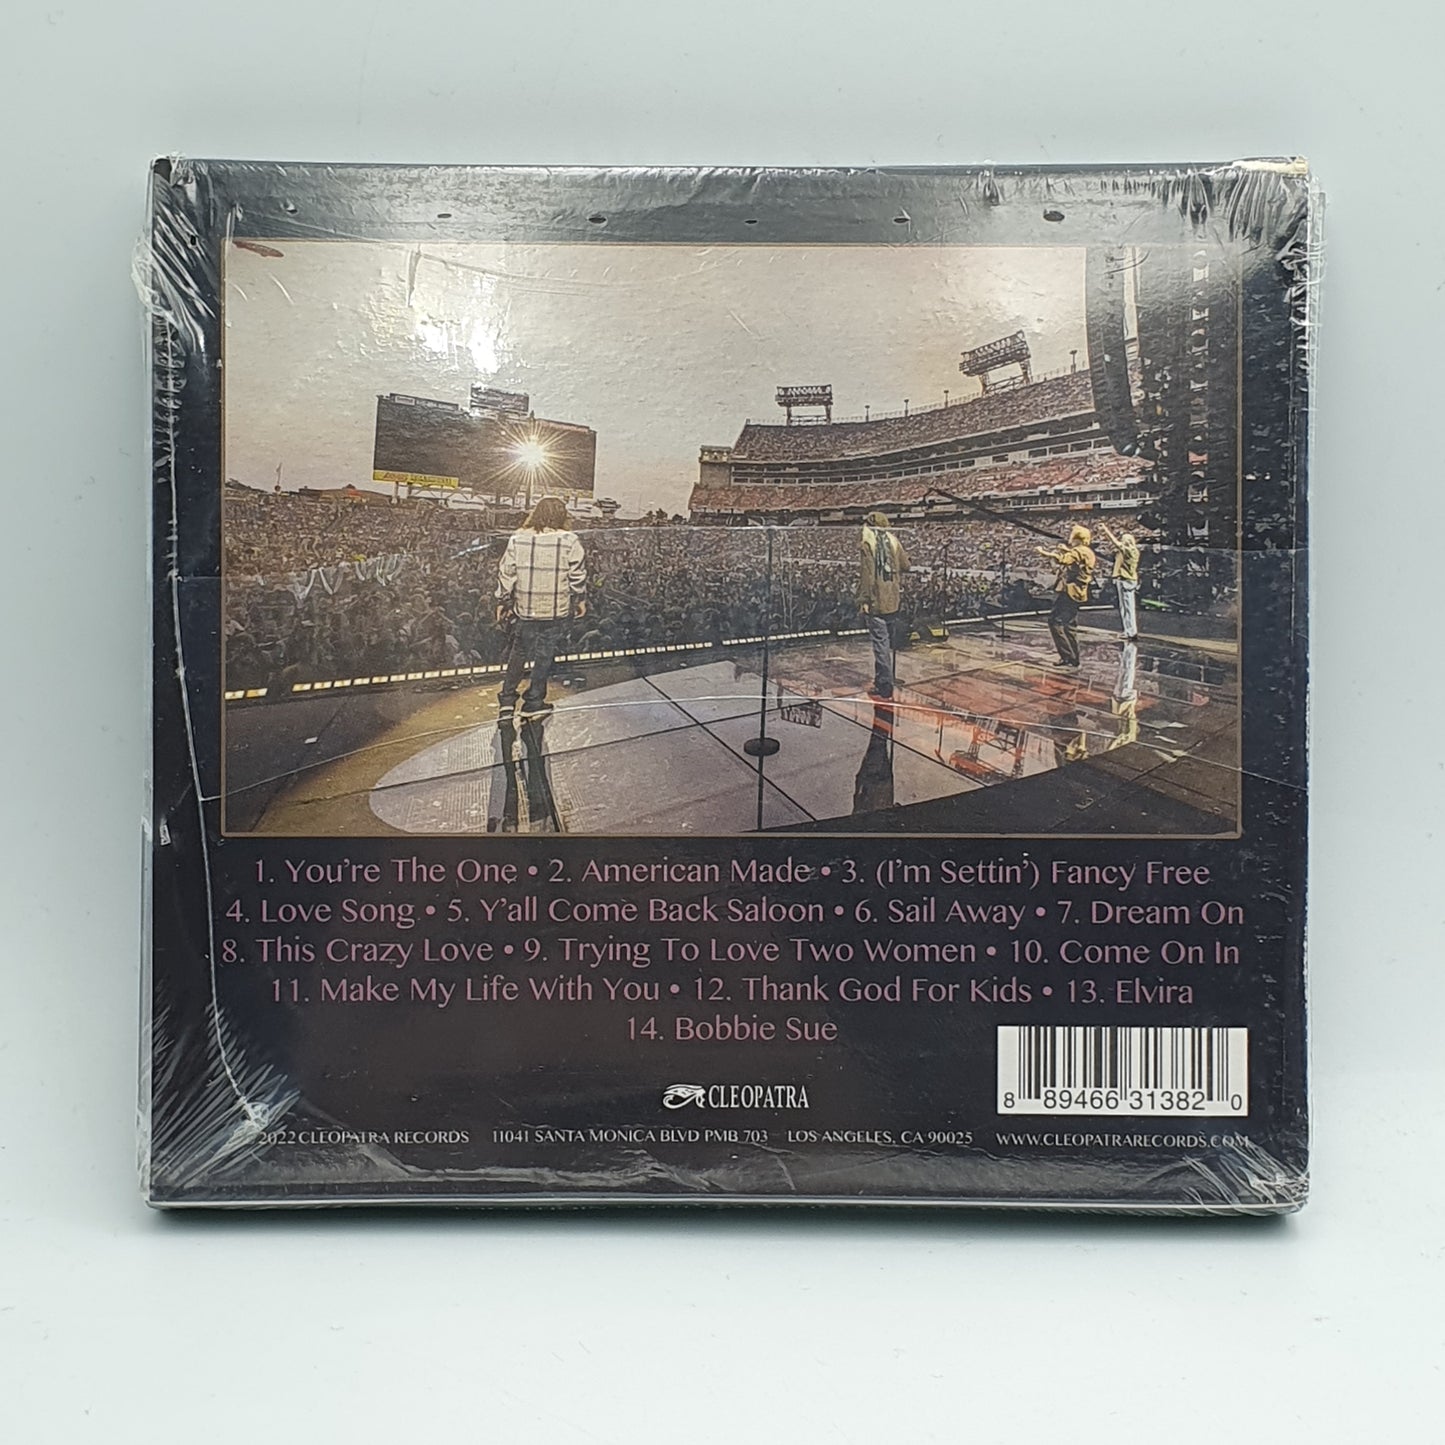 1. You're The One • 2. American Made • 3. (I'm Settin') Fancy Free
4. Love Song • 5. Y'all Come Back Saloon • 6. Sail Away • 7. Dream On
8. This Crazy Love • 9. Trying To Love Two Women • 10. Come On In
11. Make My Life With You • 12. Thank God For Kids • 13. Elvira
14. Bobbie Sue
CLEOPATRA
8 89466 31382 0
2022 CLEOPATRA RECORDS 11041 SANTA MONICA BLVD PMB 703 LOS ANGELES, CA 90025 WWW.CLEOPATRARECORDS.COM